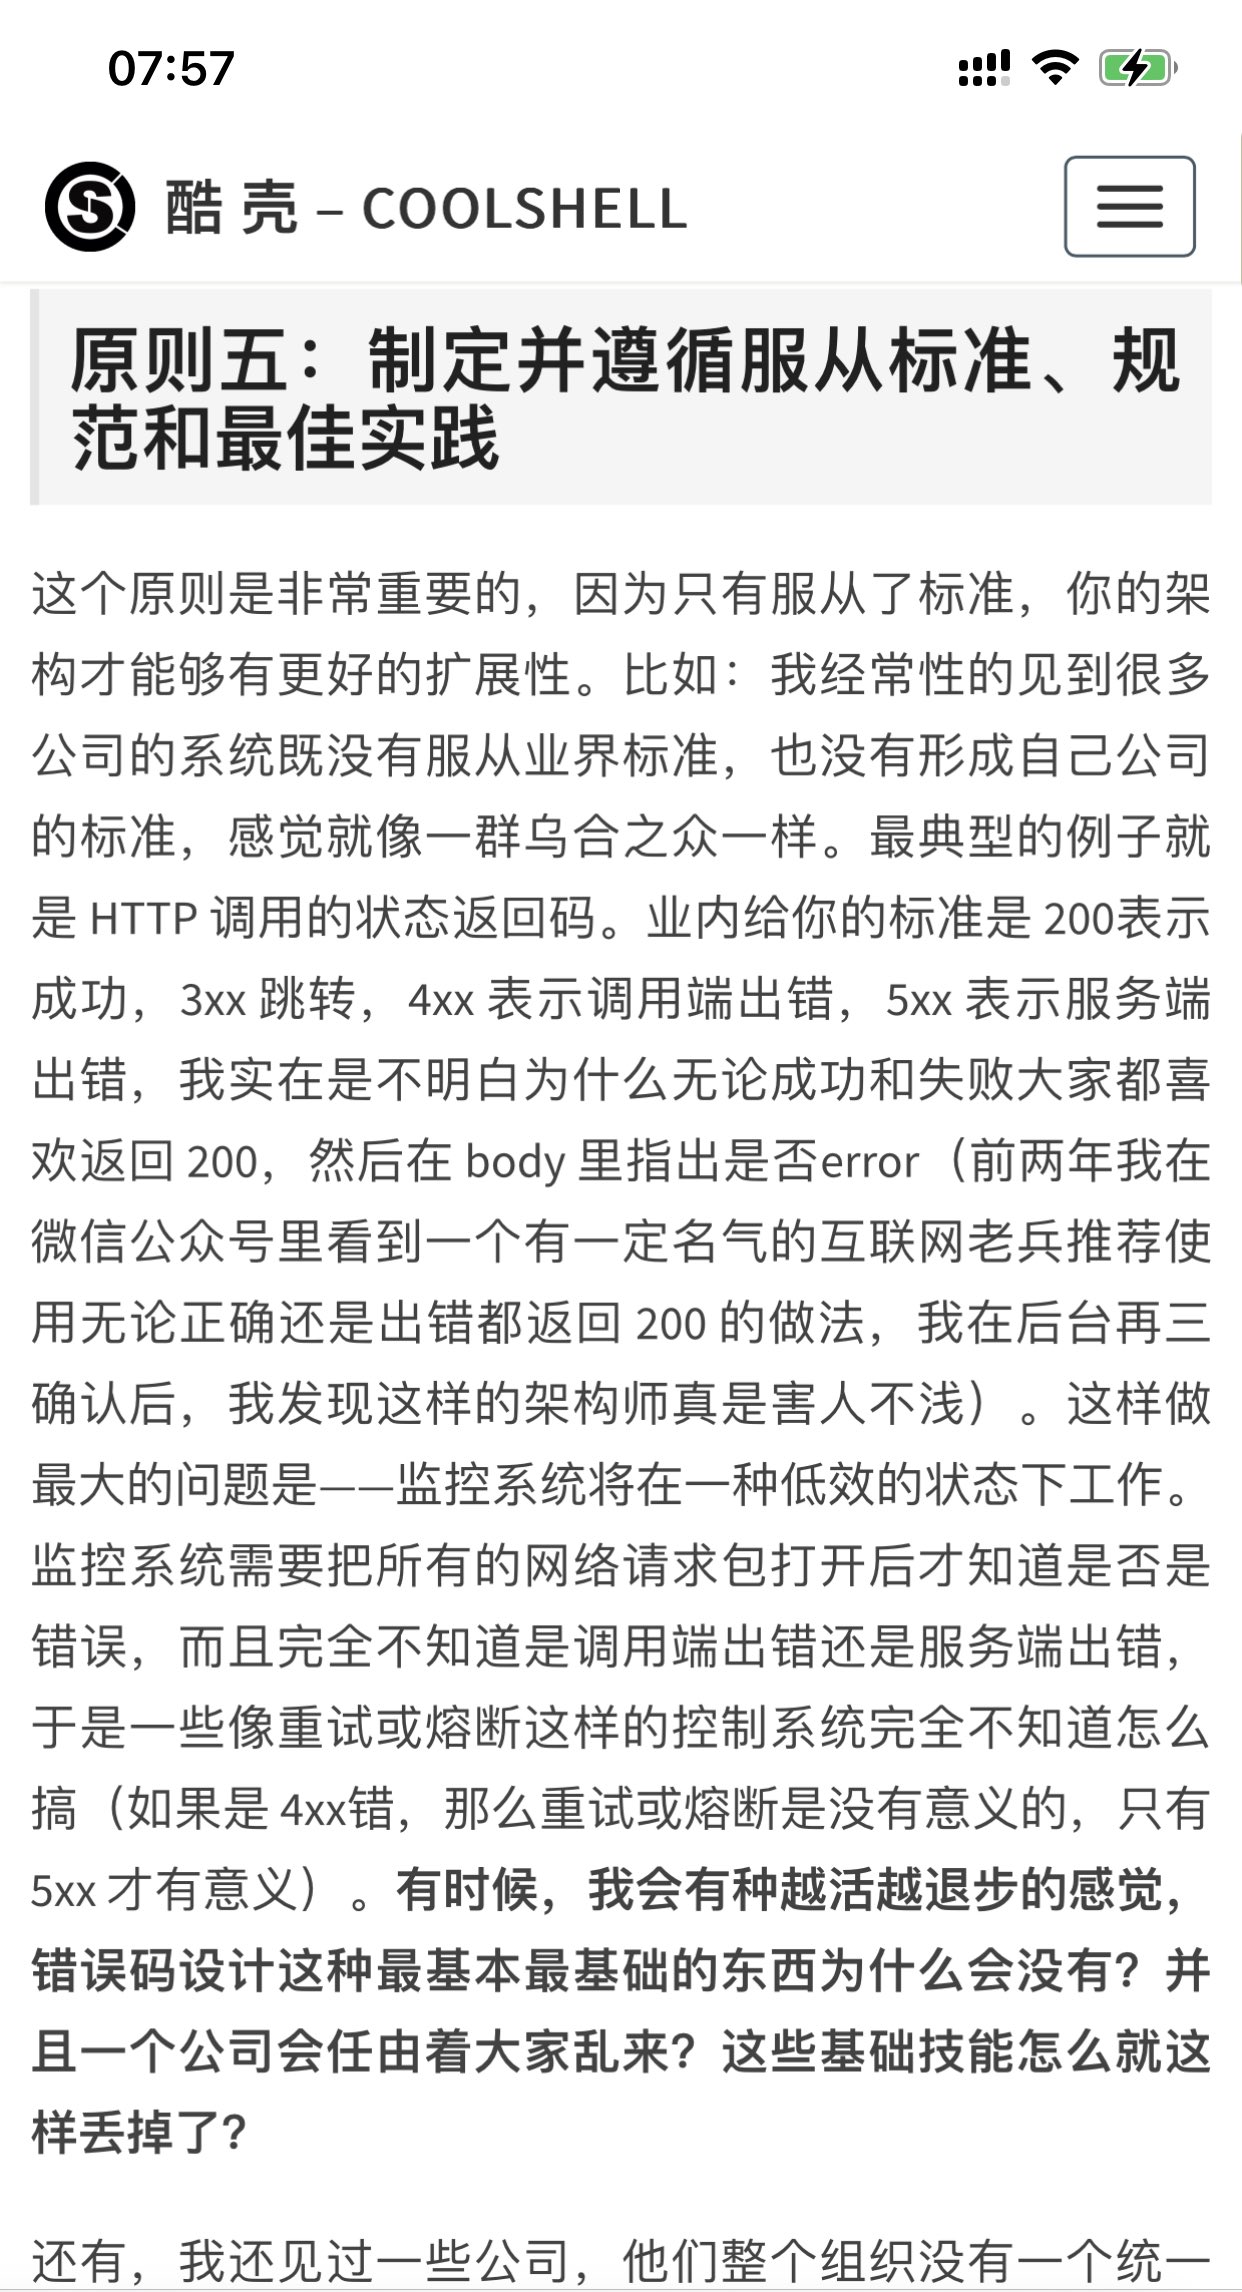 07:57
酷 壳 – COOLSHELL
原则五：制定并遵循服从标准、规
范和最佳实践
这个原则是非常重要的，因为只有服从了标准，你的架
构才能够有更好的扩展性。比如：我经常性的见到很多
公司的系统既没有服从业界标准，也没有形成自己公司
的标准，感觉就像一群乌合之众一样。最典型的例子就
是 HTTP 调用的状态返回码。业内给你的标准是 200表示
成功，3xx 跳转，4xx 表示调用端出错，5xx 表示服务端
出错，我实在是不明白为什么无论成功和失败大家都喜
欢返回 200，然后在 body 里指出是否error（前两年我在
微信公众号里看到一个有一定名气的互联网老兵推荐使
用无论正确还是出错都返回 200 的做法，我在后台再三
确认后，我发现这样的架构师真是害人不浅）。这样做
最大的问题是——监控系统将在一种低效的状态下工作。
监控系统需要把所有的网络请求包打开后才知道是否是
错误，而且完全不知道是调用端出错还是服务端出错，
于是一些像重试或熔断这样的控制系统完全不知道怎么
搞（如果是 4xx错，那么重试或熔断是没有意义的，只有
5xx 才有意义）。有时候，我会有种越活越退步的感觉，
错误码设计这种最基本最基础的东西为什么会没有？并
且一个公司会任由着大家乱来？这些基础技能怎么就这
样丢掉了？
还有，我还见过一些公司，他们整个组织没有一个统一